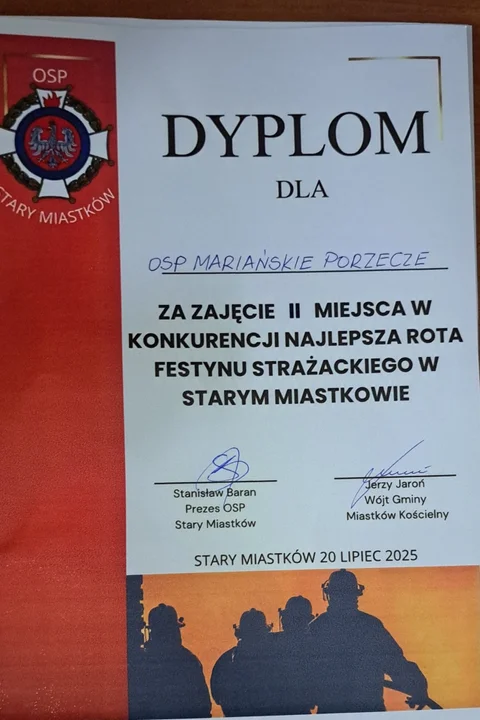 OSP
STARY MIASTKÓW
DYPLOM
DLA
OSP MARIAŃSKIE PORZECZE
ZA ZAJĘCIE II MIEJSCA W
KONKURENCJI NAJLEPSZA ROTA
FESTYNU STRAŻACKIEGO W
STARYM MIASTKOWIE
Stanisław Baran
Prezes OSP
Stary Miastków
Jerzy Jaroń
Wójt Gminy
Miastków Kościelny
STARY MIASTKÓW 20 LIPIEC 2025